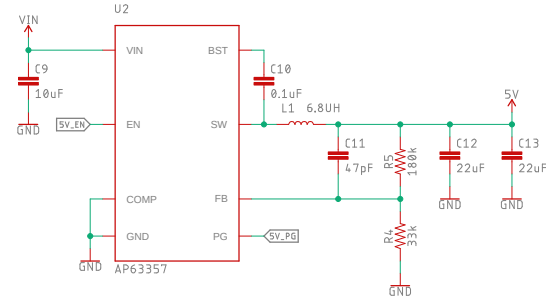 U2
VIN
VIN
BST
C9
10uF
C10
0.1uF
L1 6.8UH
5V
5V_EN
EN
SW
GND
C11
47pF
R5
180k
C12
22uF
C13
22uF
COMP
FB
GND
GND
GND
PG
5V_PG
R4
33k
GND
AP63357
GND